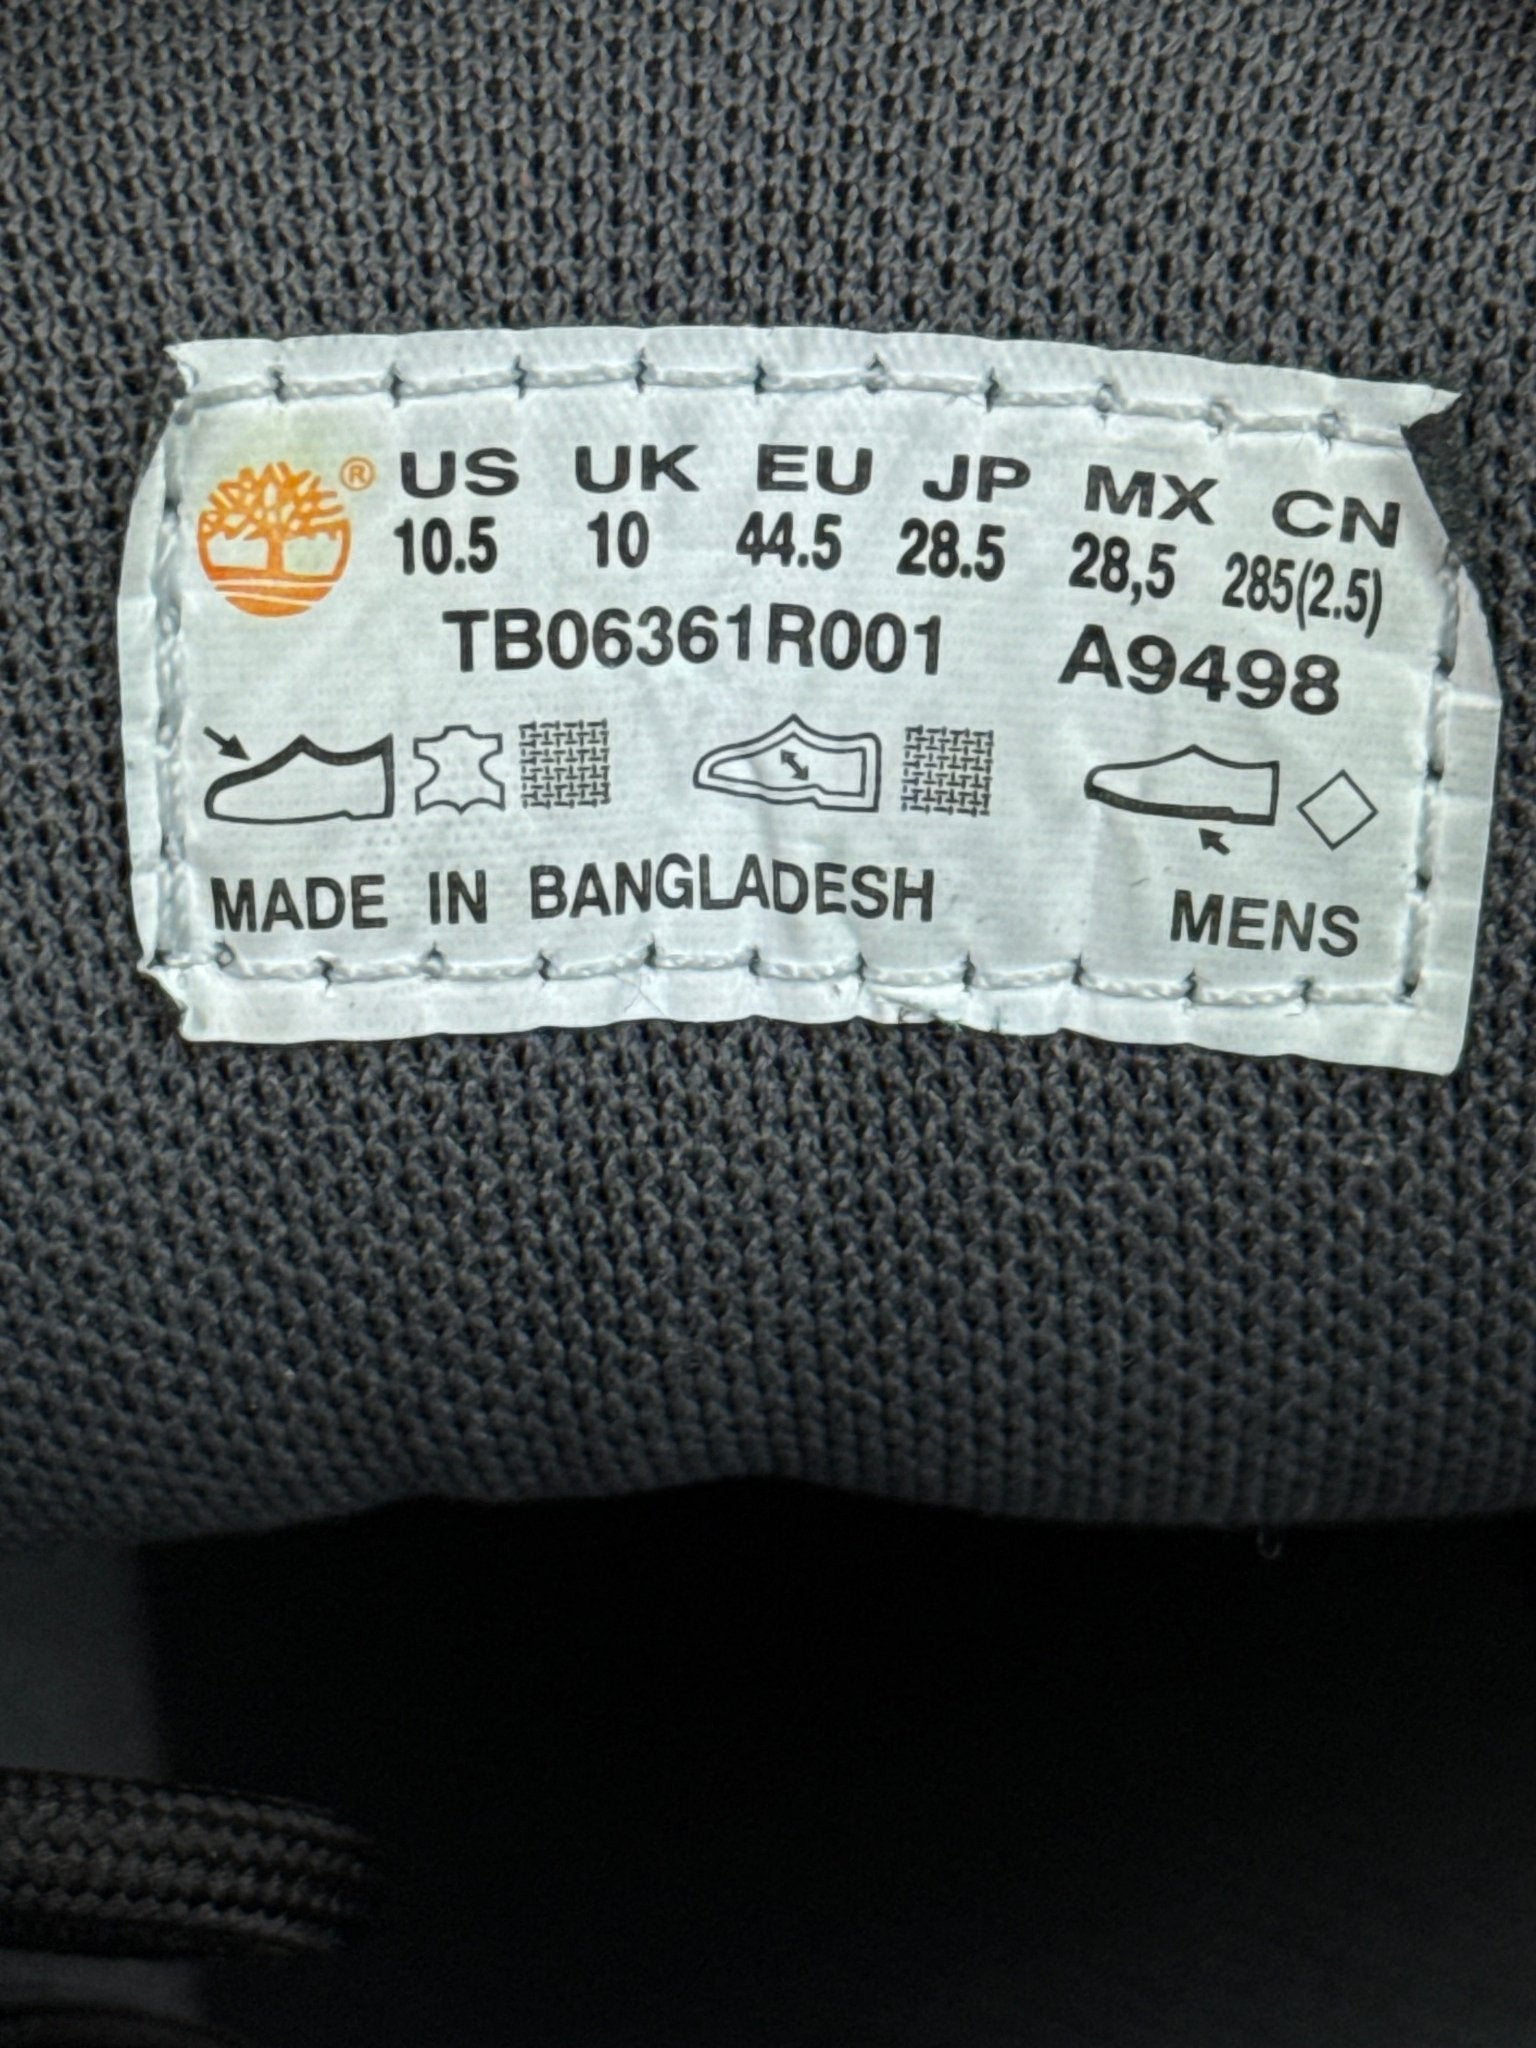 ® US UK EU JP MX CN
10.5 10 44.5 28.5 28,5 285(2.5)
TB06361R001 A9498
MADE IN BANGLADESH MENS